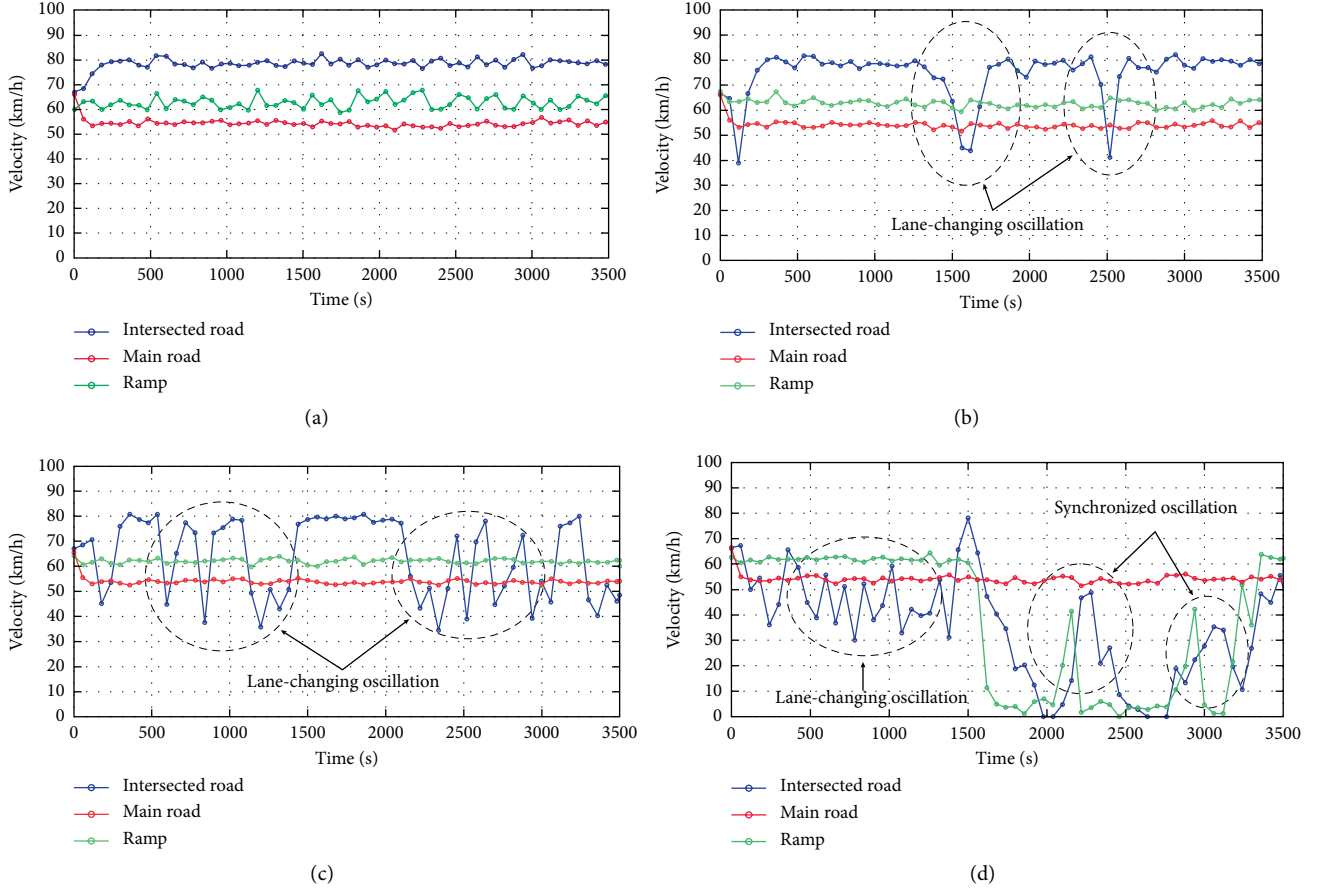 100
90
80
70
60
50
40
30
20
10
0
Velocity (km/h)
0 500 1000 1500 2000 2500 3000 3500
Time (s)
Intersected road
Main road
Ramp
(a)
100
90
80
70
60
50
40
30
20
10
0
Velocity (km/h)
Lane-changing oscillation
0 500 1000 1500 2000 2500 3000 3500
Time (s)
Intersected road
Main road
Ramp
(b)
100
90
80
70
60
50
40
30
20
10
0
Velocity (km/h)
Lane-changing oscillation
0 500 1000 1500 2000 2500 3000 3500
Time (s)
Intersected road
Main road
Ramp
(c)
100
90
80
70
60
50
40
30
20
10
0
Velocity (km/h)
Synchronized oscillation
Lane-changing oscillation
0 500 1000 1500 2000 2500 3000 3500
Time (s)
Intersected road
Main road
Ramp
(d)